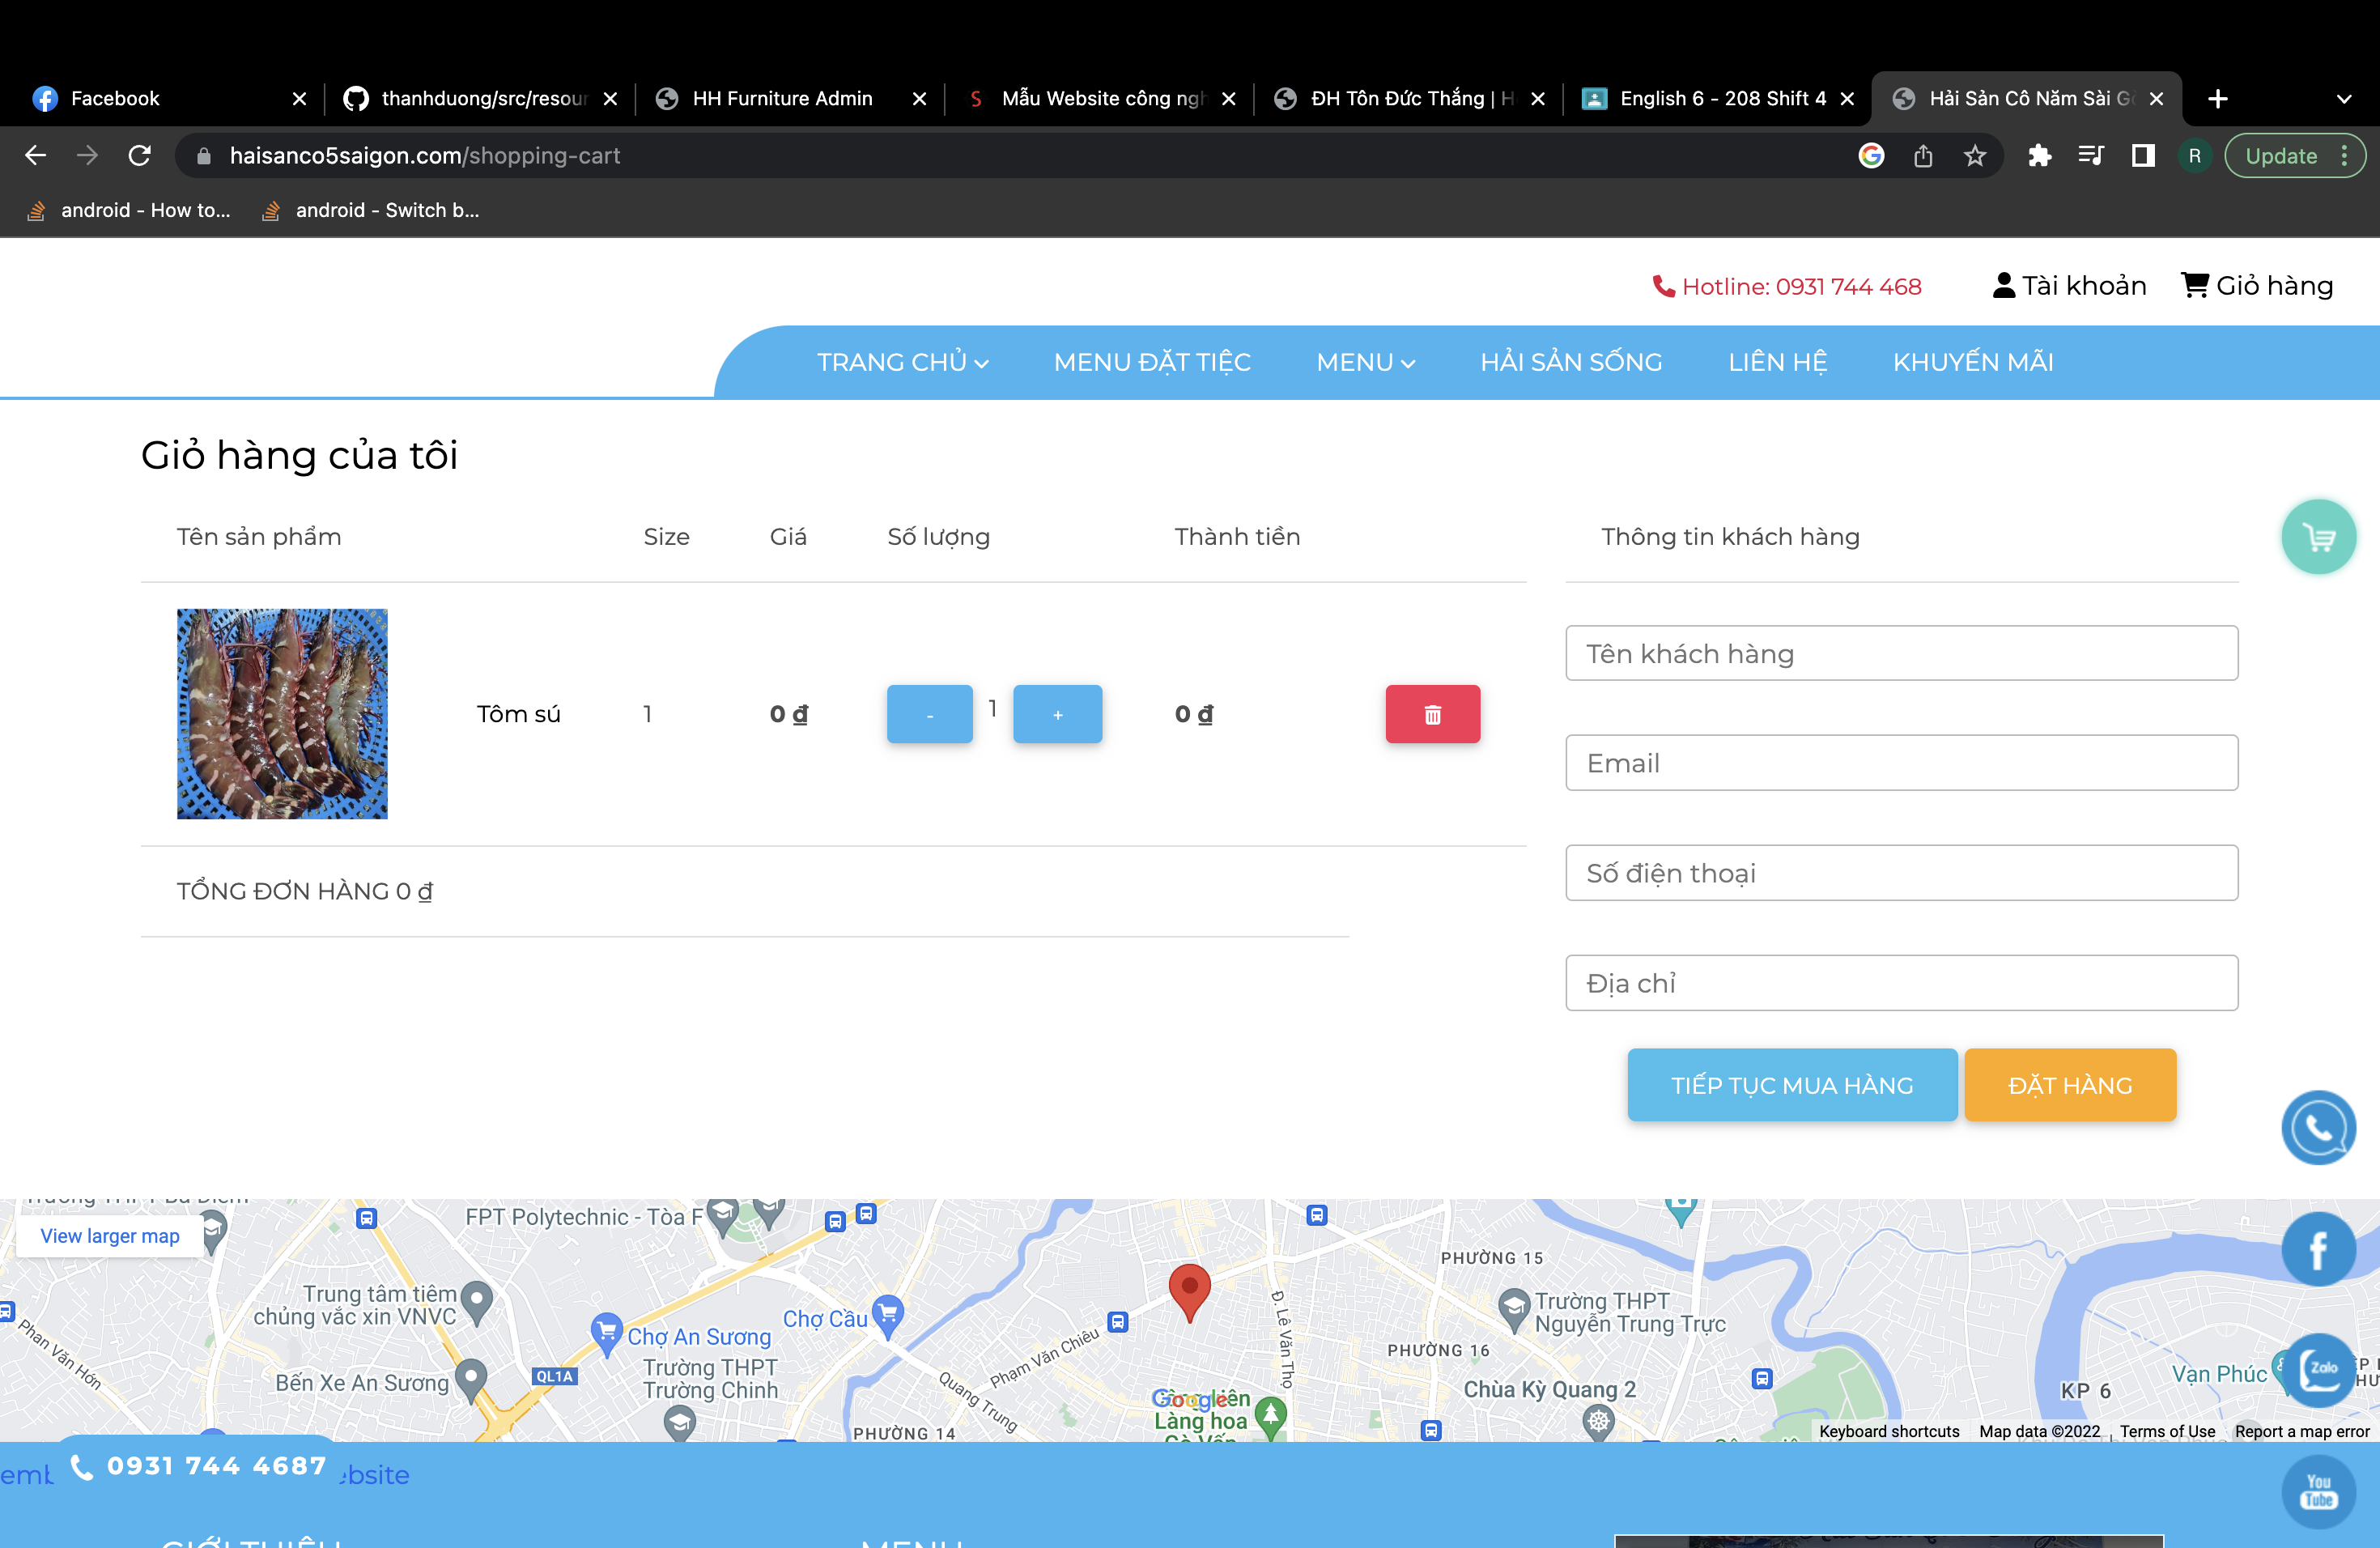 Facebook
thanhduong/src/resour
HH Furniture Admin
Mẫu Website công ngh
ĐH Tôn Đức Thắng | H
English 6 - 208 Shift 4
Hải Sản Cô Năm Sài G
haisanco5saigon.com/shopping-cart
R
Update
android - How to...
android - Switch b...
Hotline: 0931 744 468
Tài khoản
Giỏ hàng
TRANG CHỦ
MENU ĐẶT TIỆC
MENU
HẢI SẢN SỐNG
LIÊN HỆ
KHUYẾN MÃI
Giỏ hàng của tôi
Tên sản phẩm
Size
Giá
Số lượng
Thành tiền
Thông tin khách hàng
Tôm sú
1
0 ₫
-
1
+
0 ₫
TỔNG ĐƠN HÀNG 0 ₫
Tên khách hàng
Email
Số điện thoại
Địa chỉ
TIẾP TỤC MUA HÀNG
ĐẶT HÀNG
View larger map
FPT Polytechnic - Tòa F
PHƯỜNG 15
Trung tâm tiêm
chủng vắc xin VNVC
Chợ Cầu
Chợ An Sương
Trường THPT
Nguyễn Trung Trực
Phan Văn Hớn
Phạm Văn Chiêu
Đ. Lê Văn Thọ
PHƯỜNG 16
Trường THPT
Trường Chinh
QL1A
Bến Xe An Sương
Quang Trung
Chùa Kỳ Quang 2
Vạn Phúc
KP 6
Zalo
Google
Làng hoa
Gò Vấp
PHƯỜNG 14
Keyboard shortcuts
Map data ©2022
Terms of Use
Report a map error
0931 744 4687
You
Tube
GIỚI THIỆU
MENU